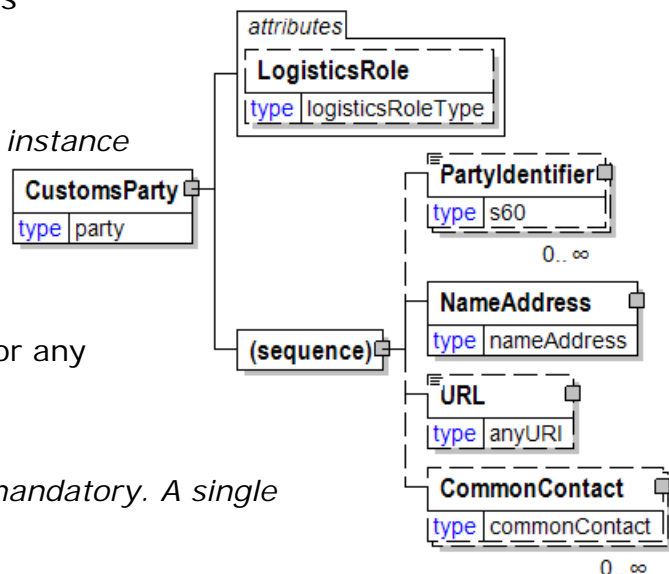 s
attributes
LogisticsRole
type logisticsRoleType
instance
CustomsParty
type party
PartyIdentifier
type s60
0.. ∞
NameAddress
type nameAddress
or any
(sequence)
URL
type anyURI
mandatory. A single
CommonContact
type commonContact
0.. ∞